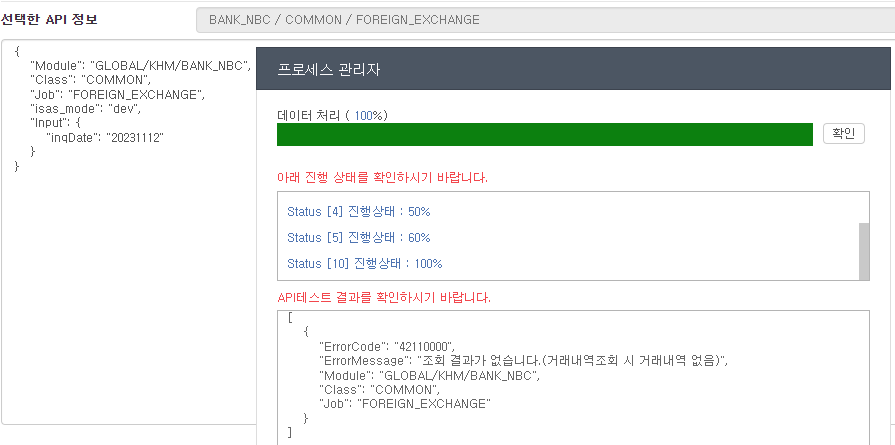 선택한 API 정보
BANK_NBC / COMMON / FOREIGN_EXCHANGE
{
"Module": "GLOBAL/KHM/BANK_NBC",
"Class": "COMMON",
"Job": "FOREIGN_EXCHANGE",
"isas_mode": "dev",
"Input": {
"inqDate": "20231112"
}
}
프로세스 관리자
데이터 처리 ( 100%)
확인
아래 진행 상태를 확인하시기 바랍니다.
Status [4] 진행상태 : 50%
Status [5] 진행상태 : 60%
Status [10] 진행상태 : 100%
API테스트 결과를 확인하시기 바랍니다.
[
{
"ErrorCode": "42110000",
"ErrorMessage": "조회 결과가 없습니다.(거래내역조회 시 거래내역 없음)",
"Module": "GLOBAL/KHM/BANK_NBC",
"Class": "COMMON",
"Job": "FOREIGN_EXCHANGE"
}
]